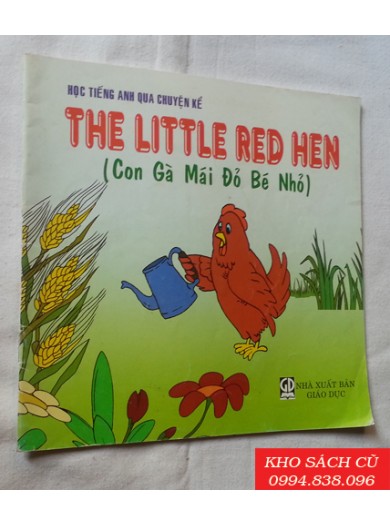 HỌC TIẾNG ANH QUA CHUYỆN KỂ
THE LITTLE RED HEN
(Con Gà Mái Đỏ Bé Nhỏ)
GD
NHÀ XUẤT BẢN
GIÁO DỤC
KHO SÁCH CŨ
0994.838.096